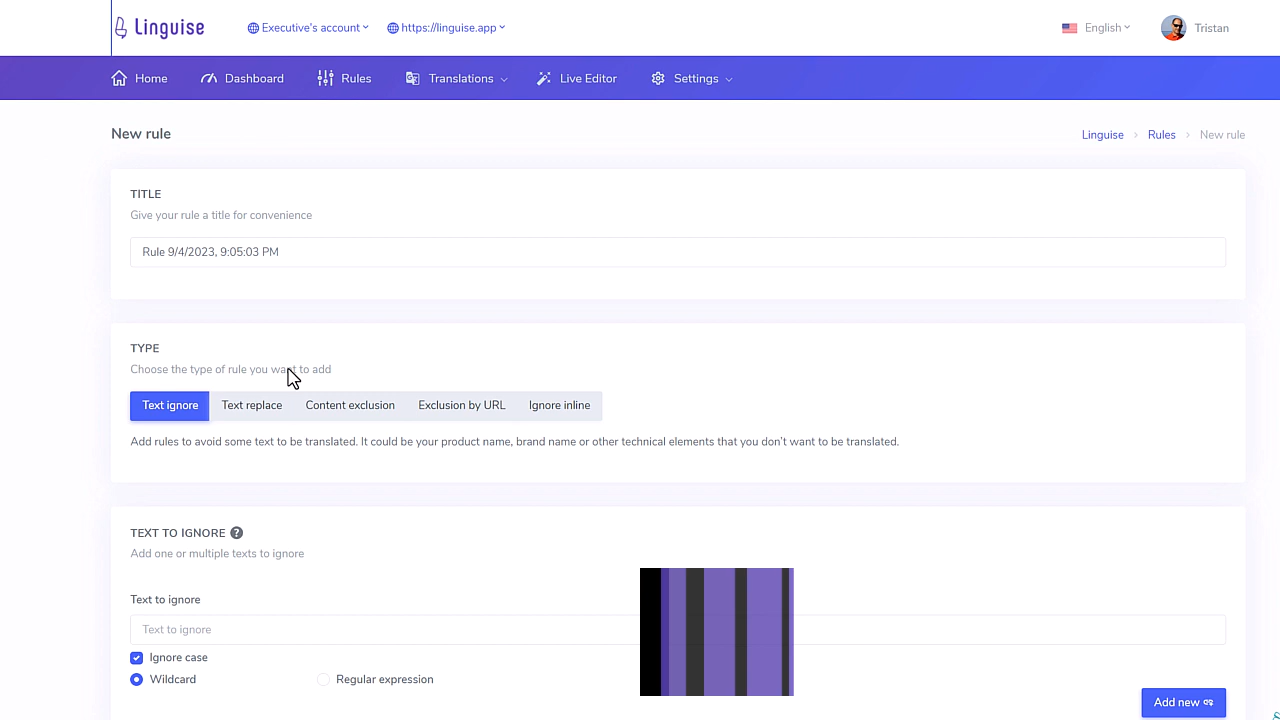 Linguise Executive's account https://linguise.app English Tristan
Home Dashboard Rules Translations Live Editor Settings
New rule
Linguise > Rules > New rule
TITLE
Give your rule a title for convenience
Rule 9/4/2023, 9:05:03 PM
TYPE
Choose the type of rule you want to add
Text ignore Text replace Content exclusion Exclusion by URL Ignore inline
Add rules to avoid some text to be translated. It could be your product name, brand name or other technical elements that you don't want to be translated.
TEXT TO IGNORE ?
Add one or multiple texts to ignore
Text to ignore
Text to ignore
Ignore case
Wildcard Regular expression
Add new